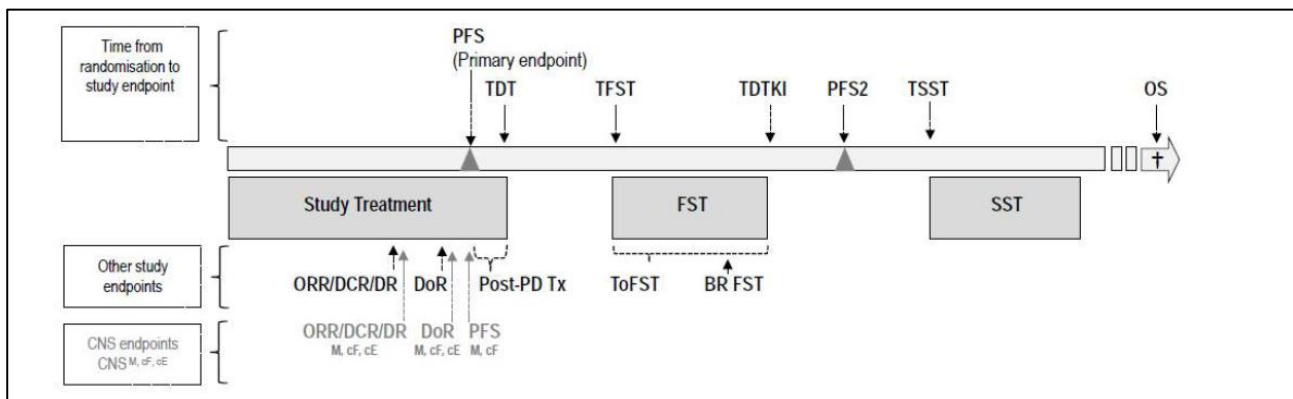 Time from
randomisation to
study endpoint
PFS
(Primary endpoint)
TDT
TFST
TDTKI
PFS2
TSST
OS
†
Study Treatment
FST
SST
Other study
endpoints
ORR/DCR/DR
DoR
Post-PD Tx
ToFST
BR FST
CNS endpoints
CNS M, cF, cE
ORR/DCR/DR
M, cF, cE
DoR
M, cF, cE
PFS
M, cF